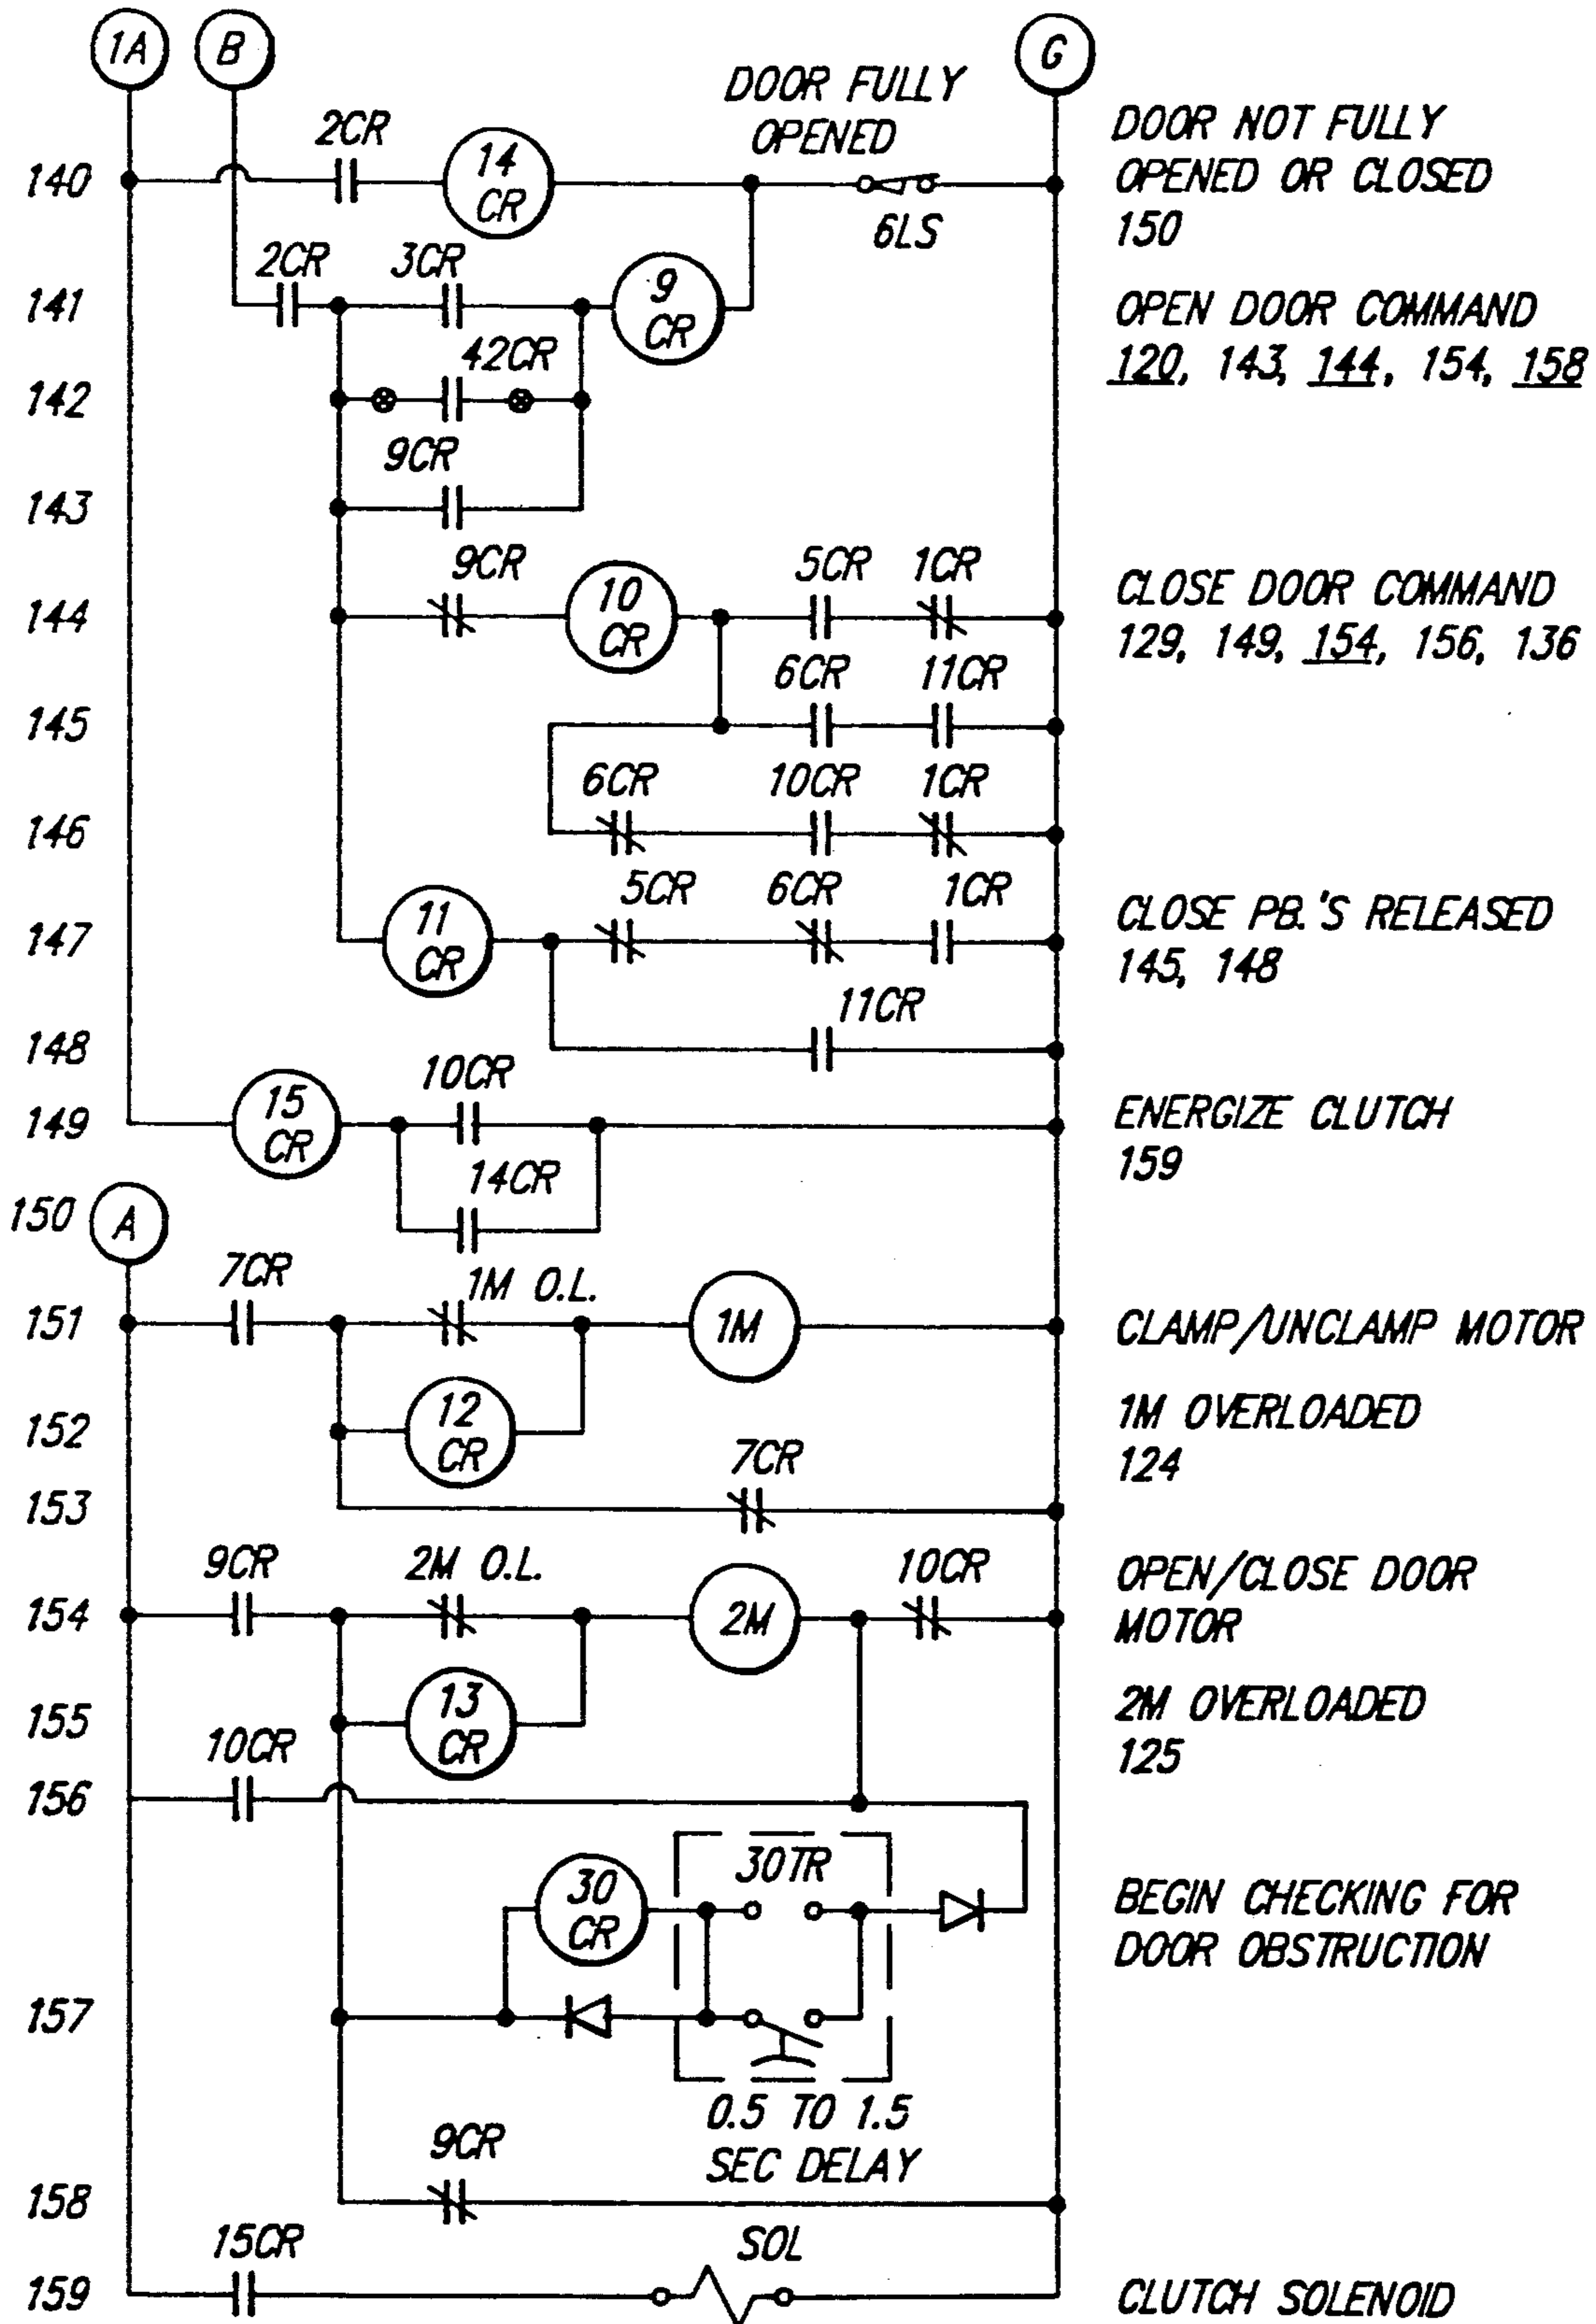 1A B G
DOOR FULLY
OPENED
DOOR NOT FULLY
OPENED OR CLOSED
150
140 2CR 14 CR 6LS
141 2CR 3CR 9 CR
OPEN DOOR COMMAND
120, 143, 144, 154, 158
142 42CR
143 9CR
144 9CR 10 CR 5CR 1CR
CLOSE DOOR COMMAND
129, 149, 154, 156, 136
145 6CR 11CR
146 6CR 10CR 1CR
147 11 CR 5CR 6CR 1CR
CLOSE PB.'S RELEASED
145, 148
148 11CR
149 15 CR 10CR
ENERGIZE CLUTCH
159
150 A 14CR
151 7CR 1M O.L. 1M
CLAMP/UNCLAMP MOTOR
152 12 CR
1M OVERLOADED
124
153 7CR
154 9CR 2M O.L. 2M 10CR
OPEN/CLOSE DOOR
MOTOR
155 13 CR
2M OVERLOADED
125
156 10CR
30 CR 30TR
BEGIN CHECKING FOR
DOOR OBSTRUCTION
157
0.5 TO 1.5
SEC DELAY
158 9CR
159 15CR SOL
CLUTCH SOLENOID